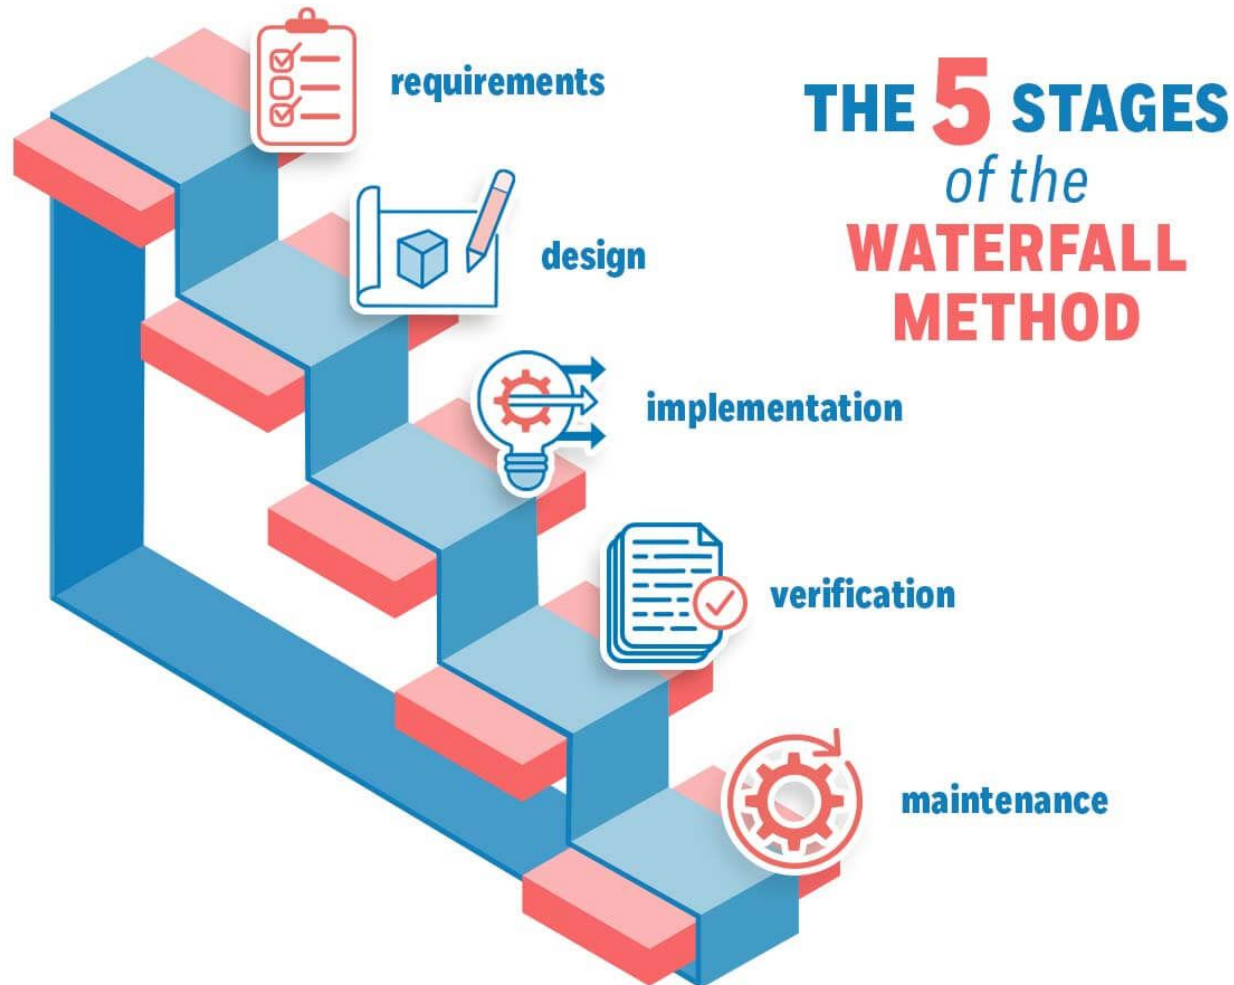 THE 5 STAGES
of the
WATERFALL
METHOD
requirements
design
implementation
verification
maintenance